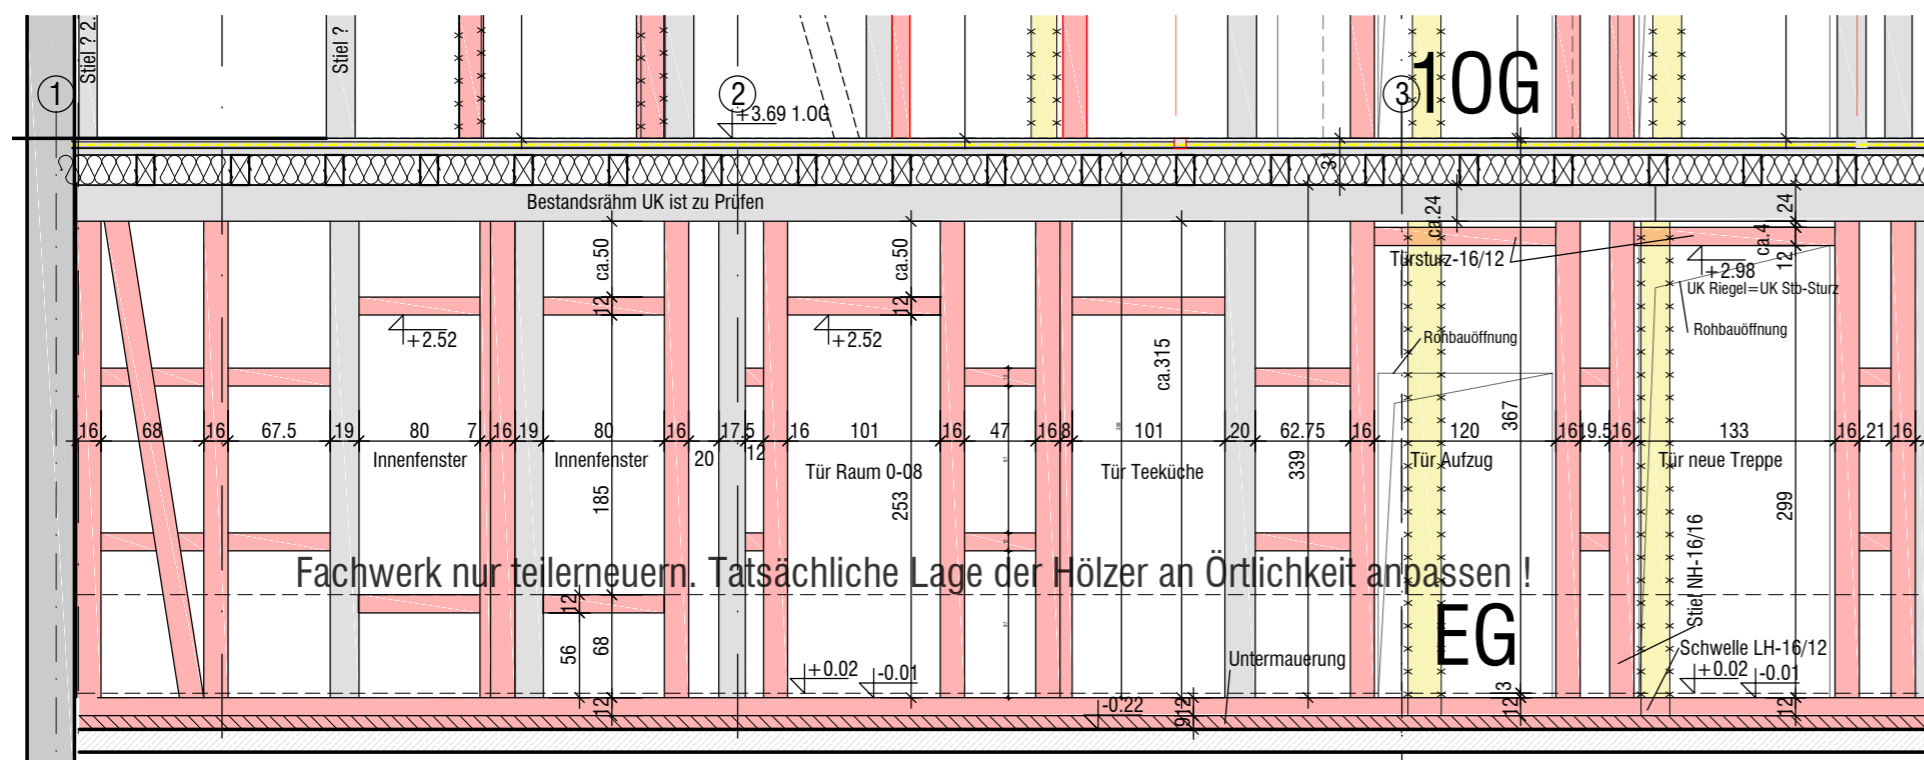 Stiel ? 2.
Stiel ?
1
2
3
+3.69 1.OG
1OG
31
Bestandsrähm UK ist zu Prüfen
ca.24
24
ca.50
ca.50
ca.4
12
12
12
Türsturz-16/12
+2.98
UK Riegel=UK Stb-Sturz
Rohbauöffnung
Rohbauöffnung
+2.52
+2.52
ca.315
367
16 68 16 67.5 19 80 7 16 19 80 16 20 17.5 12 16 101 16 47 16 8 101 20 62.75 16 120 16 19.5 16 133 16 21 16
Innenfenster
Innenfenster
Tür Raum 0-08
Tür Teeküche
Tür Aufzug
Tür neue Treppe
185
253
339
299
Fachwerk nur teilerneuern. Tatsächliche Lage der Hölzer an Örtlichkeit anpassen !
Stiel NH-16/16
12
56
68
EG
Untermauerung
Schwelle LH-16/12
+0.02
-0.01
+0.02
-0.01
-0.22
12
912
12 3
12